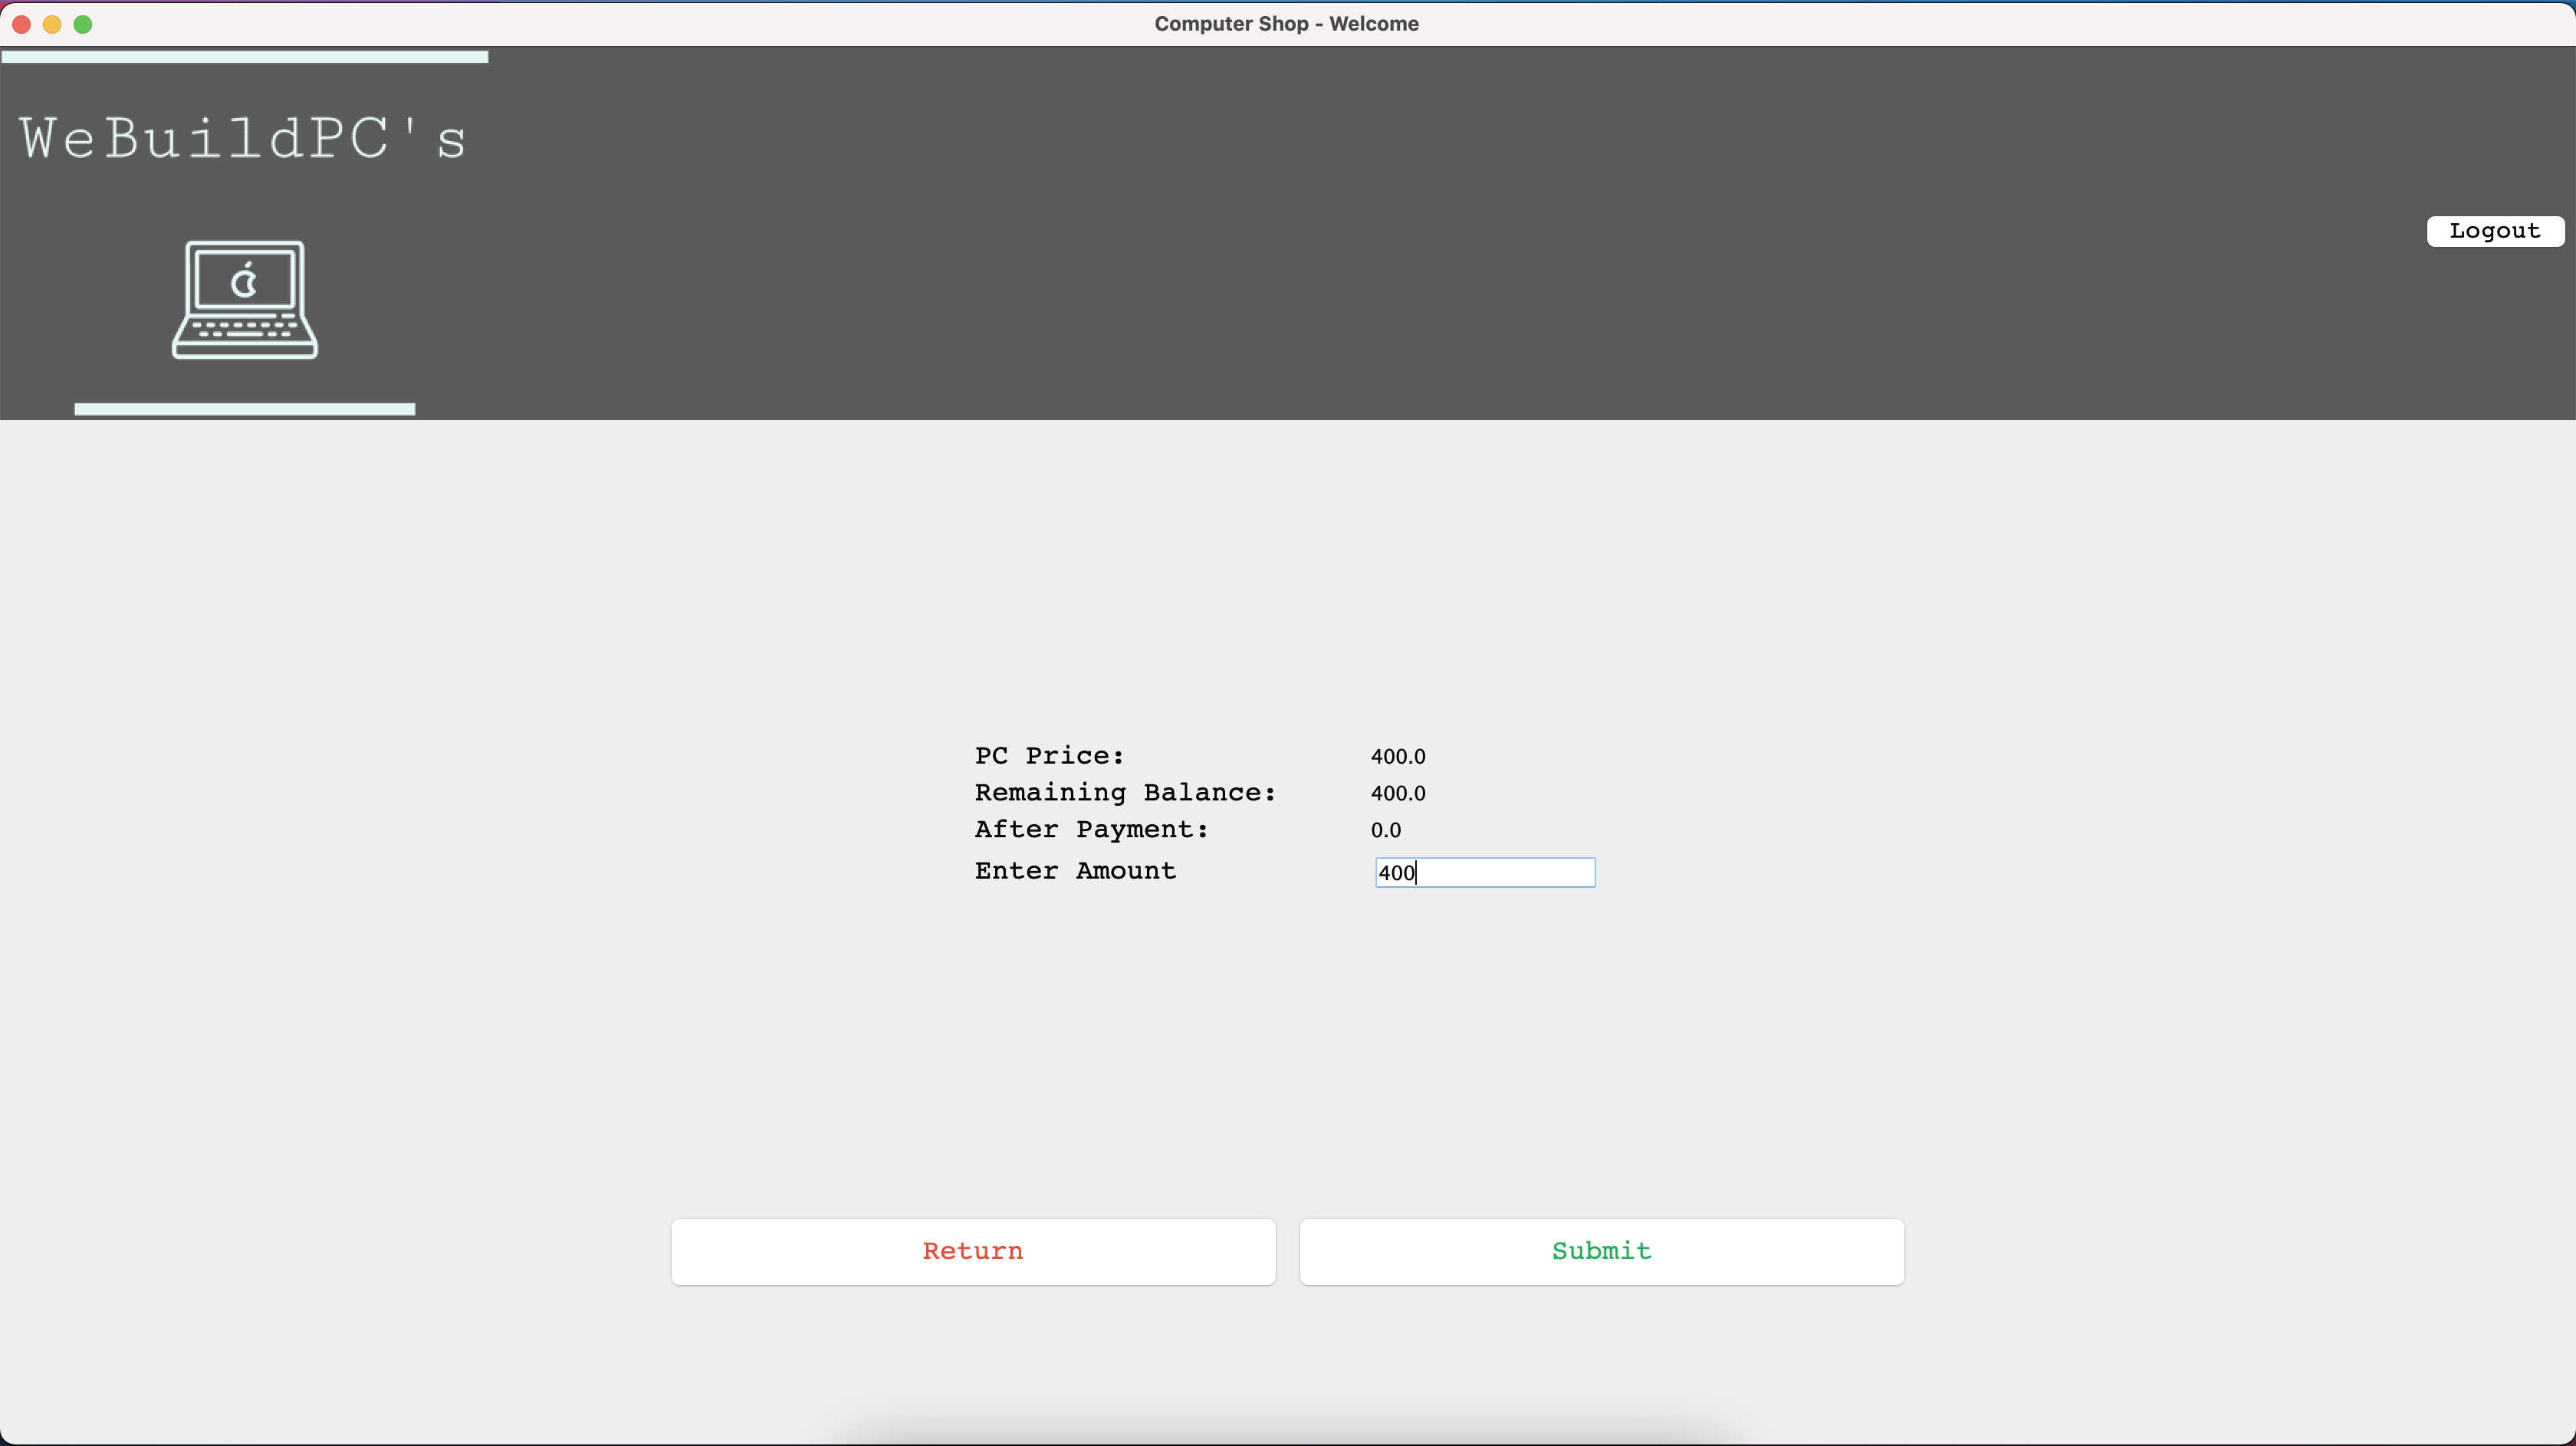 Computer Shop - Welcome
WeBuildPC's
Logout
PC Price: 400.0
Remaining Balance: 400.0
After Payment: 0.0
Enter Amount 400
Return Submit